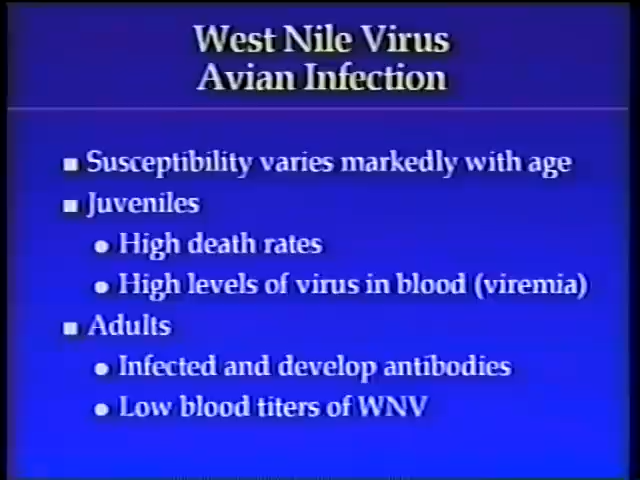 West Nile Virus
Avian Infection
■ Susceptibility varies markedly with age
■ Juveniles
● High death rates
● High levels of virus in blood (viremia)
■ Adults
● Infected and develop antibodies
● Low blood titers of WNV